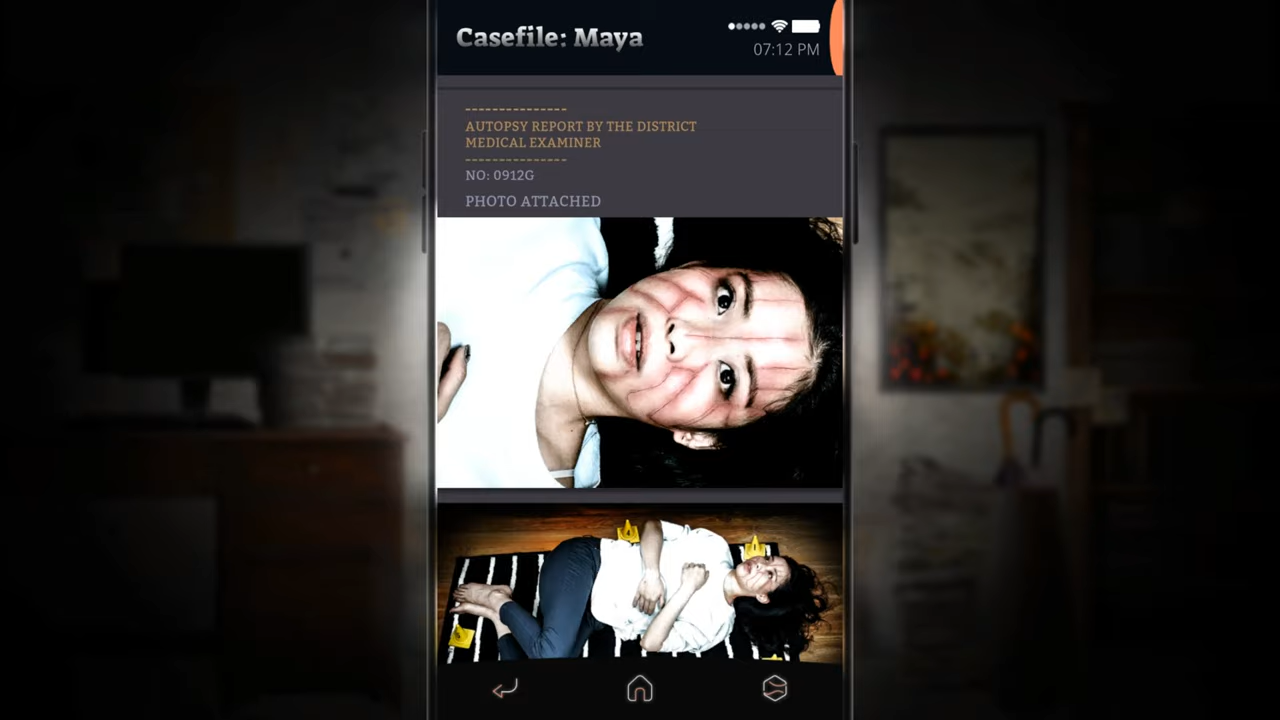 Casefile: Maya
07:12 PM
---------------
AUTOPSY REPORT BY THE DISTRICT
MEDICAL EXAMINER
---------------
NO: 0912G
PHOTO ATTACHED